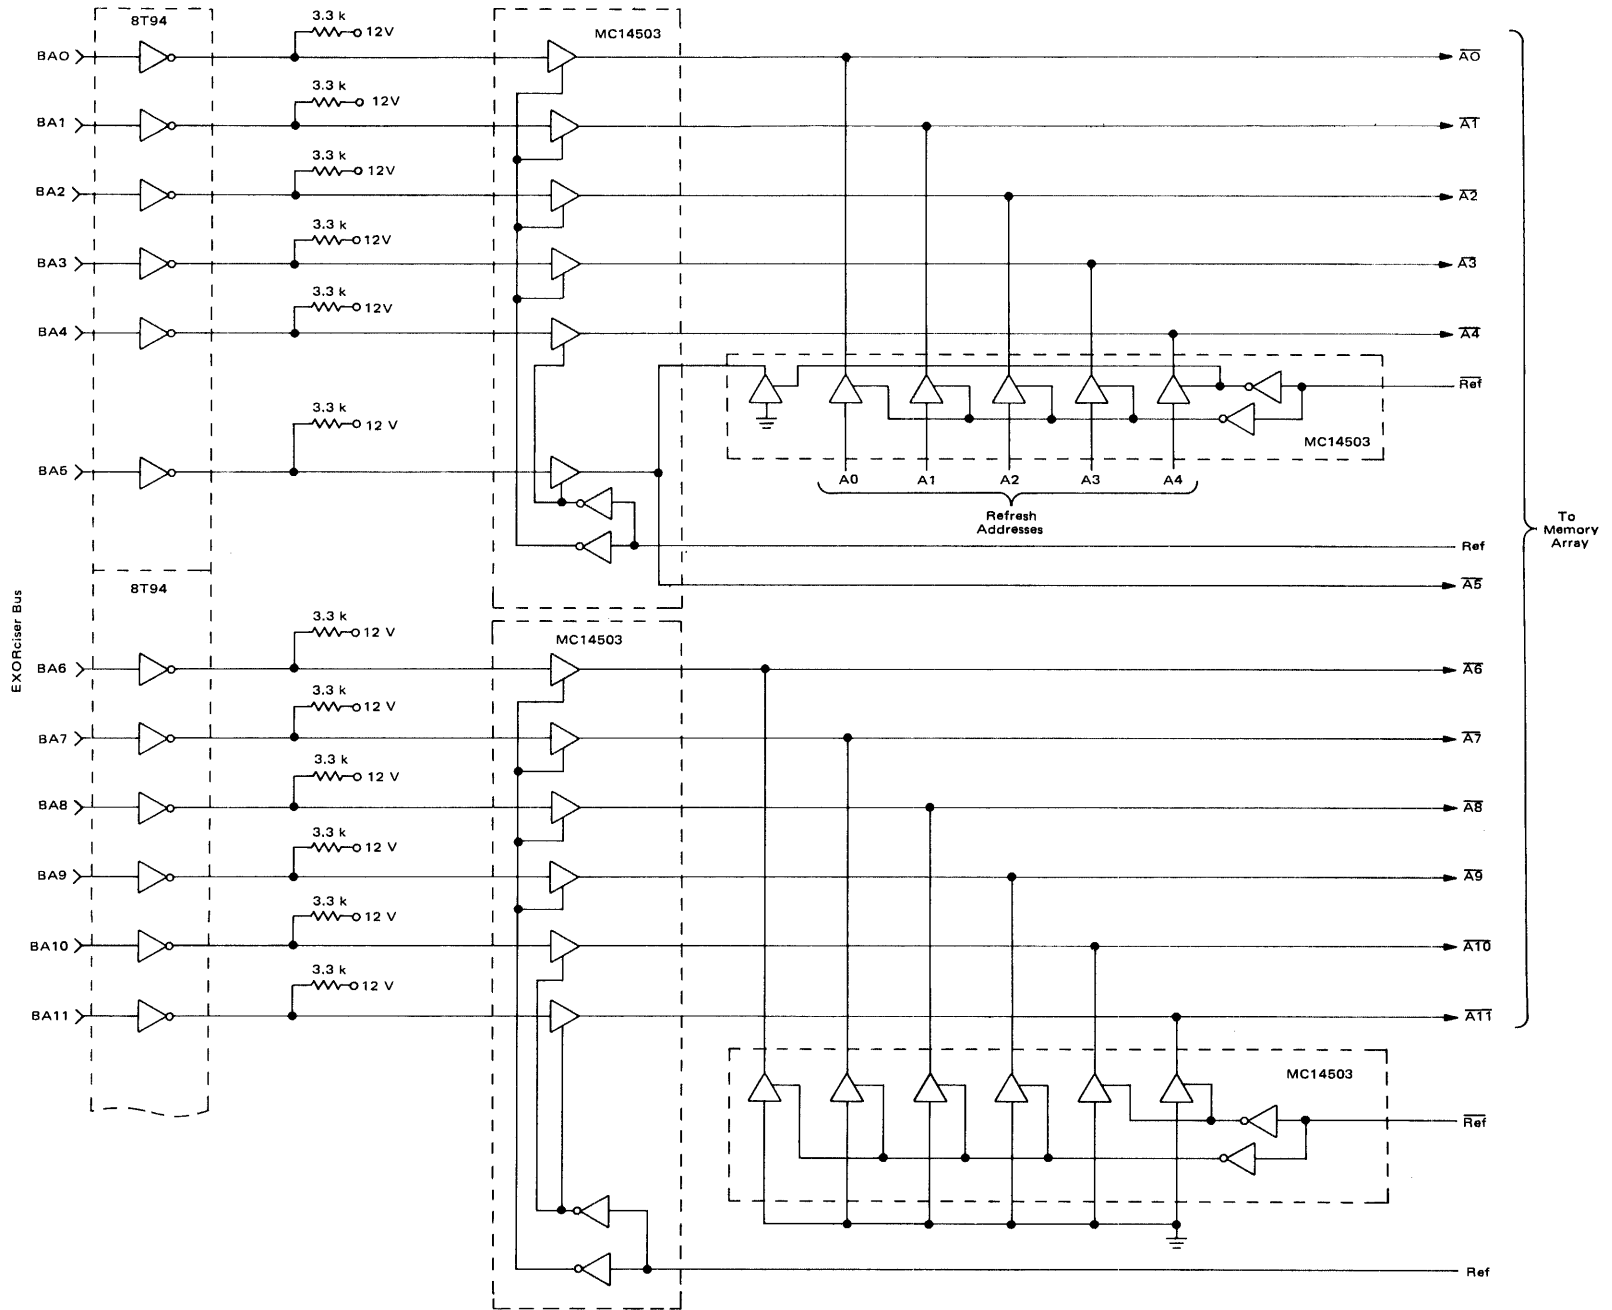 8T94
3.3 k
12V
MC14503
BA0
A0
3.3 k
12V
BA1
A1
3.3 k
12V
BA2
A2
3.3 k
12V
BA3
A3
3.3 k
12V
BA4
A4
Ref
3.3 k
12 V
MC14503
BA5
A0 A1 A2 A3 A4
Refresh
Addresses
To
Memory
Array
Ref
A5
8T94
EXORciser Bus
3.3 k
12 V
MC14503
BA6
A6
3.3 k
12 V
BA7
A7
3.3 k
12 V
BA8
A8
3.3 k
12 V
BA9
A9
3.3 k
12 V
BA10
A10
3.3 k
12 V
BA11
A11
MC14503
Ref
Ref